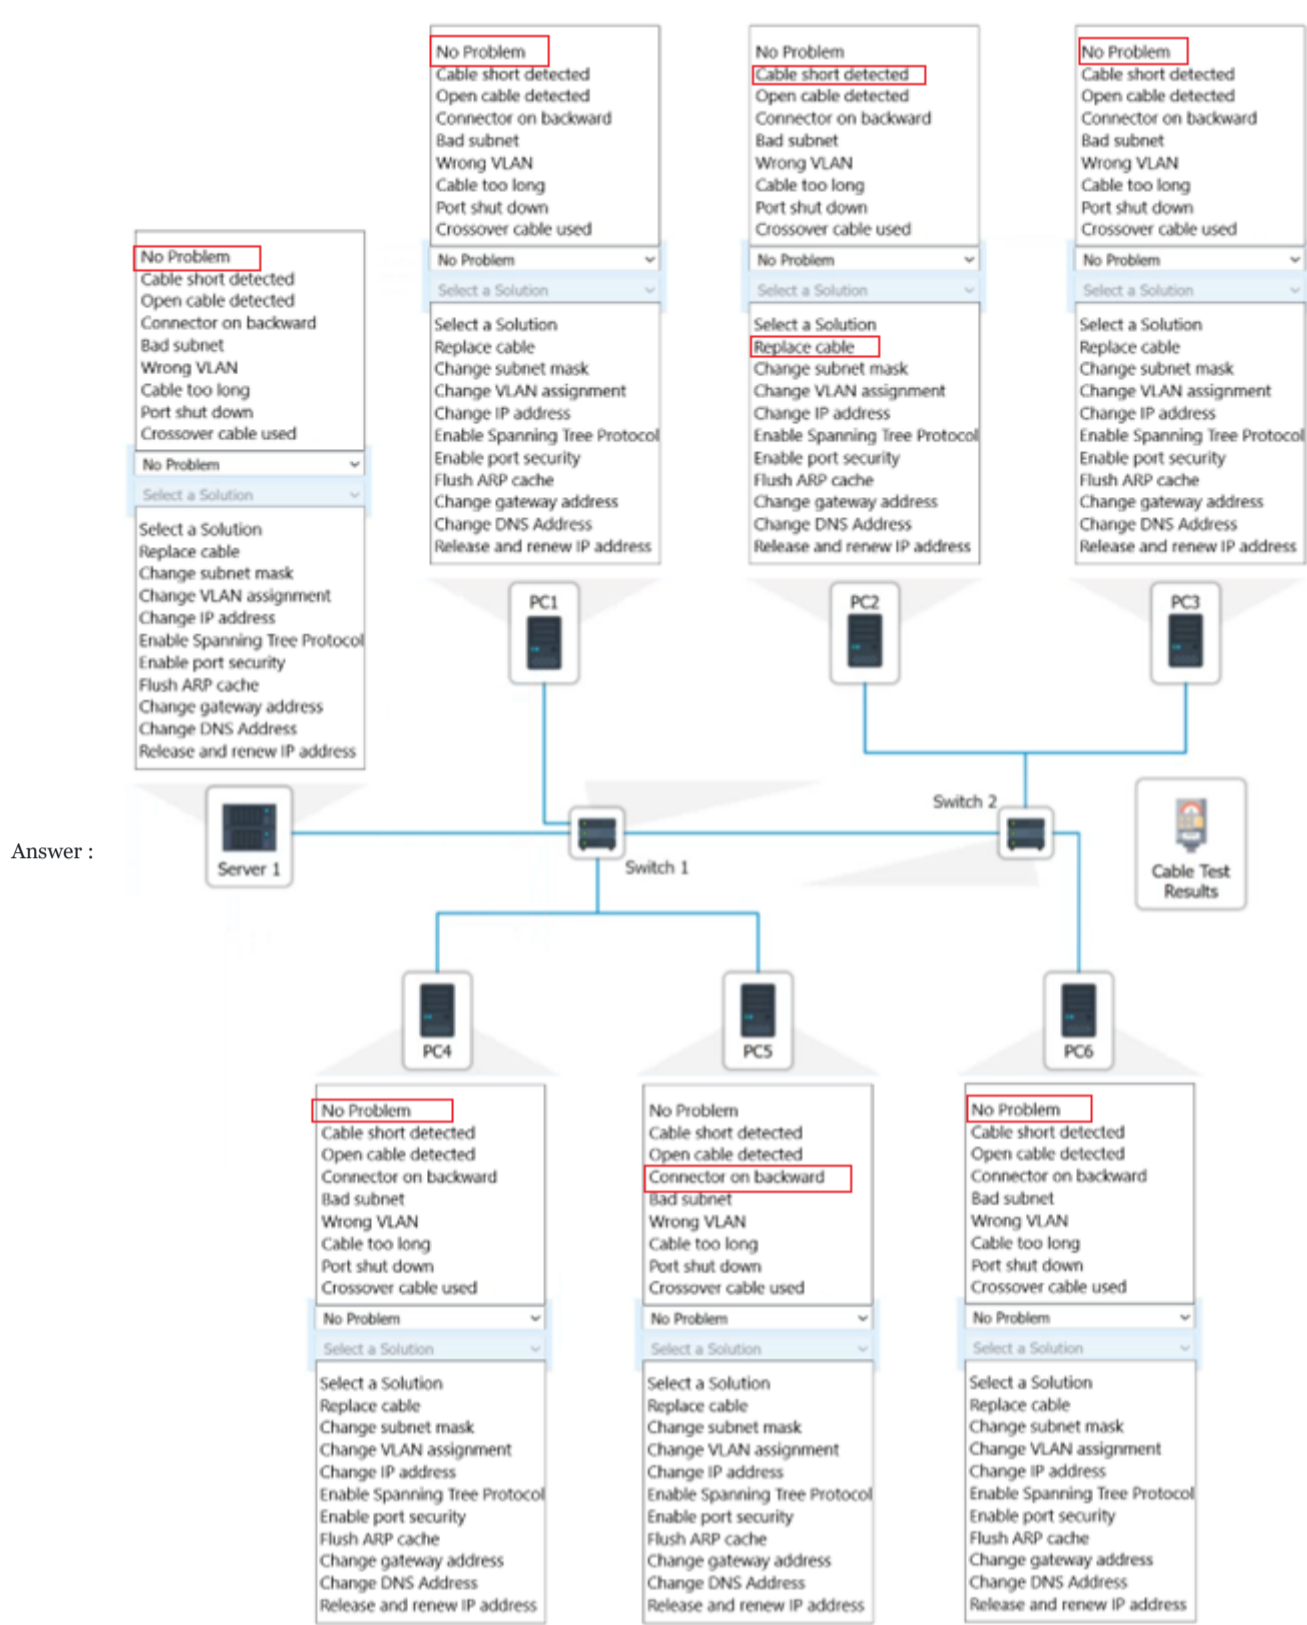 No Problem
Cable short detected
Open cable detected
Connector on backward
Bad subnet
Wrong VLAN
Cable too long
Port shut down
Crossover cable used
No Problem
Select a Solution
Select a Solution
Replace cable
Change subnet mask
Change VLAN assignment
Change IP address
Enable Spanning Tree Protocol
Enable port security
Flush ARP cache
Change gateway address
Change DNS Address
Release and renew IP address
PC1
No Problem
Cable short detected
Open cable detected
Connector on backward
Bad subnet
Wrong VLAN
Cable too long
Port shut down
Crossover cable used
No Problem
Select a Solution
Select a Solution
Replace cable
Change subnet mask
Change VLAN assignment
Change IP address
Enable Spanning Tree Protocol
Enable port security
Flush ARP cache
Change gateway address
Change DNS Address
Release and renew IP address
PC2
No Problem
Cable short detected
Open cable detected
Connector on backward
Bad subnet
Wrong VLAN
Cable too long
Port shut down
Crossover cable used
No Problem
Select a Solution
Select a Solution
Replace cable
Change subnet mask
Change VLAN assignment
Change IP address
Enable Spanning Tree Protocol
Enable port security
Flush ARP cache
Change gateway address
Change DNS Address
Release and renew IP address
PC3
No Problem
Cable short detected
Open cable detected
Connector on backward
Bad subnet
Wrong VLAN
Cable too long
Port shut down
Crossover cable used
No Problem
Select a Solution
Select a Solution
Replace cable
Change subnet mask
Change VLAN assignment
Change IP address
Enable Spanning Tree Protocol
Enable port security
Flush ARP cache
Change gateway address
Change DNS Address
Release and renew IP address
Answer :
Server 1
Switch 1
Switch 2
Cable Test
Results
PC4
No Problem
Cable short detected
Open cable detected
Connector on backward
Bad subnet
Wrong VLAN
Cable too long
Port shut down
Crossover cable used
No Problem
Select a Solution
Select a Solution
Replace cable
Change subnet mask
Change VLAN assignment
Change IP address
Enable Spanning Tree Protocol
Enable port security
Flush ARP cache
Change gateway address
Change DNS Address
Release and renew IP address
PC5
No Problem
Cable short detected
Open cable detected
Connector on backward
Bad subnet
Wrong VLAN
Cable too long
Port shut down
Crossover cable used
No Problem
Select a Solution
Select a Solution
Replace cable
Change subnet mask
Change VLAN assignment
Change IP address
Enable Spanning Tree Protocol
Enable port security
Flush ARP cache
Change gateway address
Change DNS Address
Release and renew IP address
PC6
No Problem
Cable short detected
Open cable detected
Connector on backward
Bad subnet
Wrong VLAN
Cable too long
Port shut down
Crossover cable used
No Problem
Select a Solution
Select a Solution
Replace cable
Change subnet mask
Change VLAN assignment
Change IP address
Enable Spanning Tree Protocol
Enable port security
Flush ARP cache
Change gateway address
Change DNS Address
Release and renew IP address